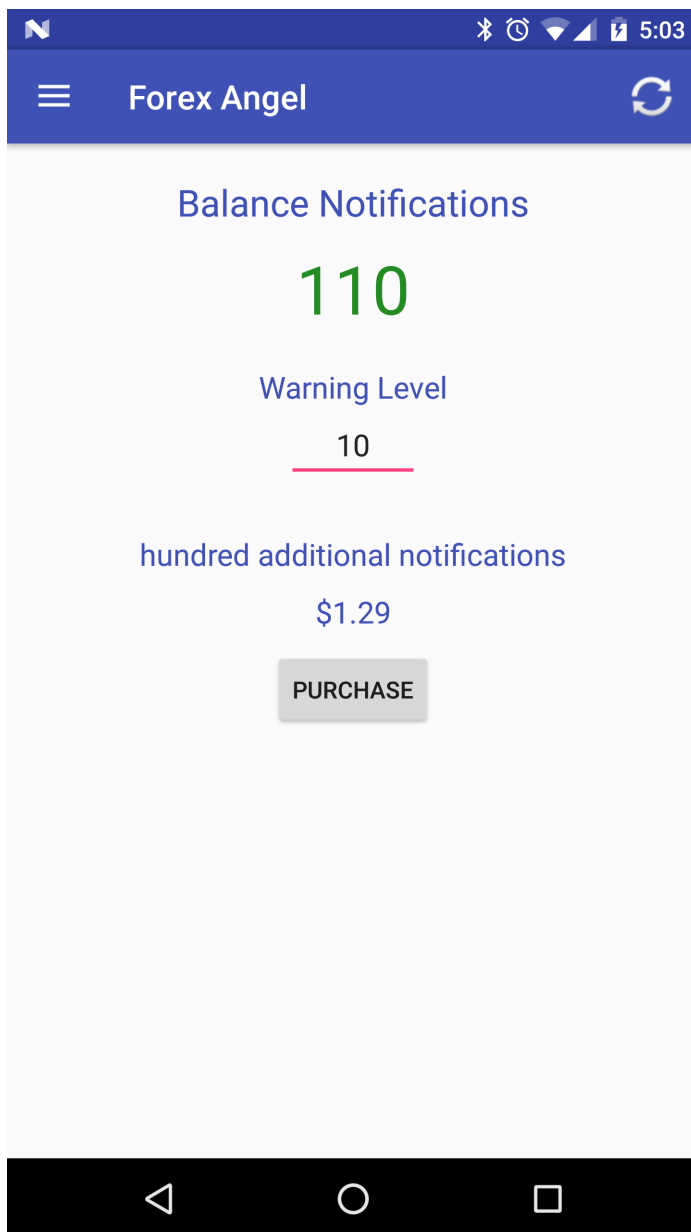 5:03
Forex Angel
Balance Notifications
110
Warning Level
10
hundred additional notifications
$1.29
PURCHASE